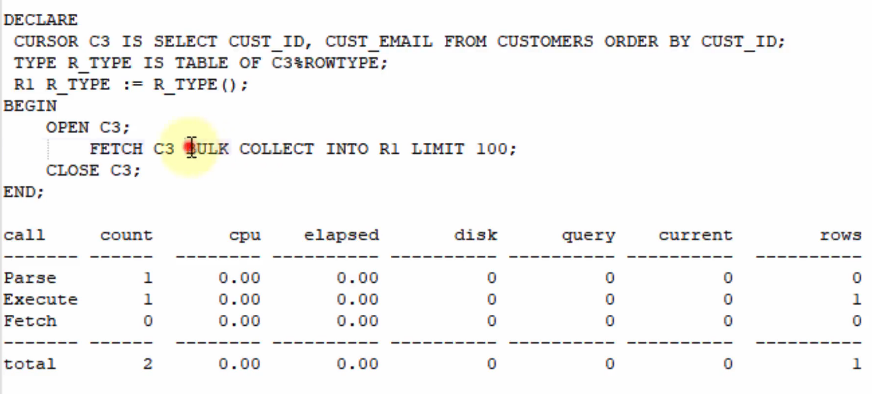 DECLARE
CURSOR C3 IS SELECT CUST_ID, CUST_EMAIL FROM CUSTOMERS ORDER BY CUST_ID;
TYPE R_TYPE IS TABLE OF C3%ROWTYPE;
R1 R_TYPE := R_TYPE();
BEGIN
OPEN C3;
FETCH C3 BULK COLLECT INTO R1 LIMIT 100;
CLOSE C3;
END;
call count cpu elapsed disk query current rows
------- ------ -------- ---------- ---------- ---------- ---------- ----------
Parse 1 0.00 0.00 0 0 0 0
Execute 1 0.00 0.00 0 0 0 1
Fetch 0 0.00 0.00 0 0 0 0
------- ------ -------- ---------- ---------- ---------- ---------- ----------
total 2 0.00 0.00 0 0 0 1